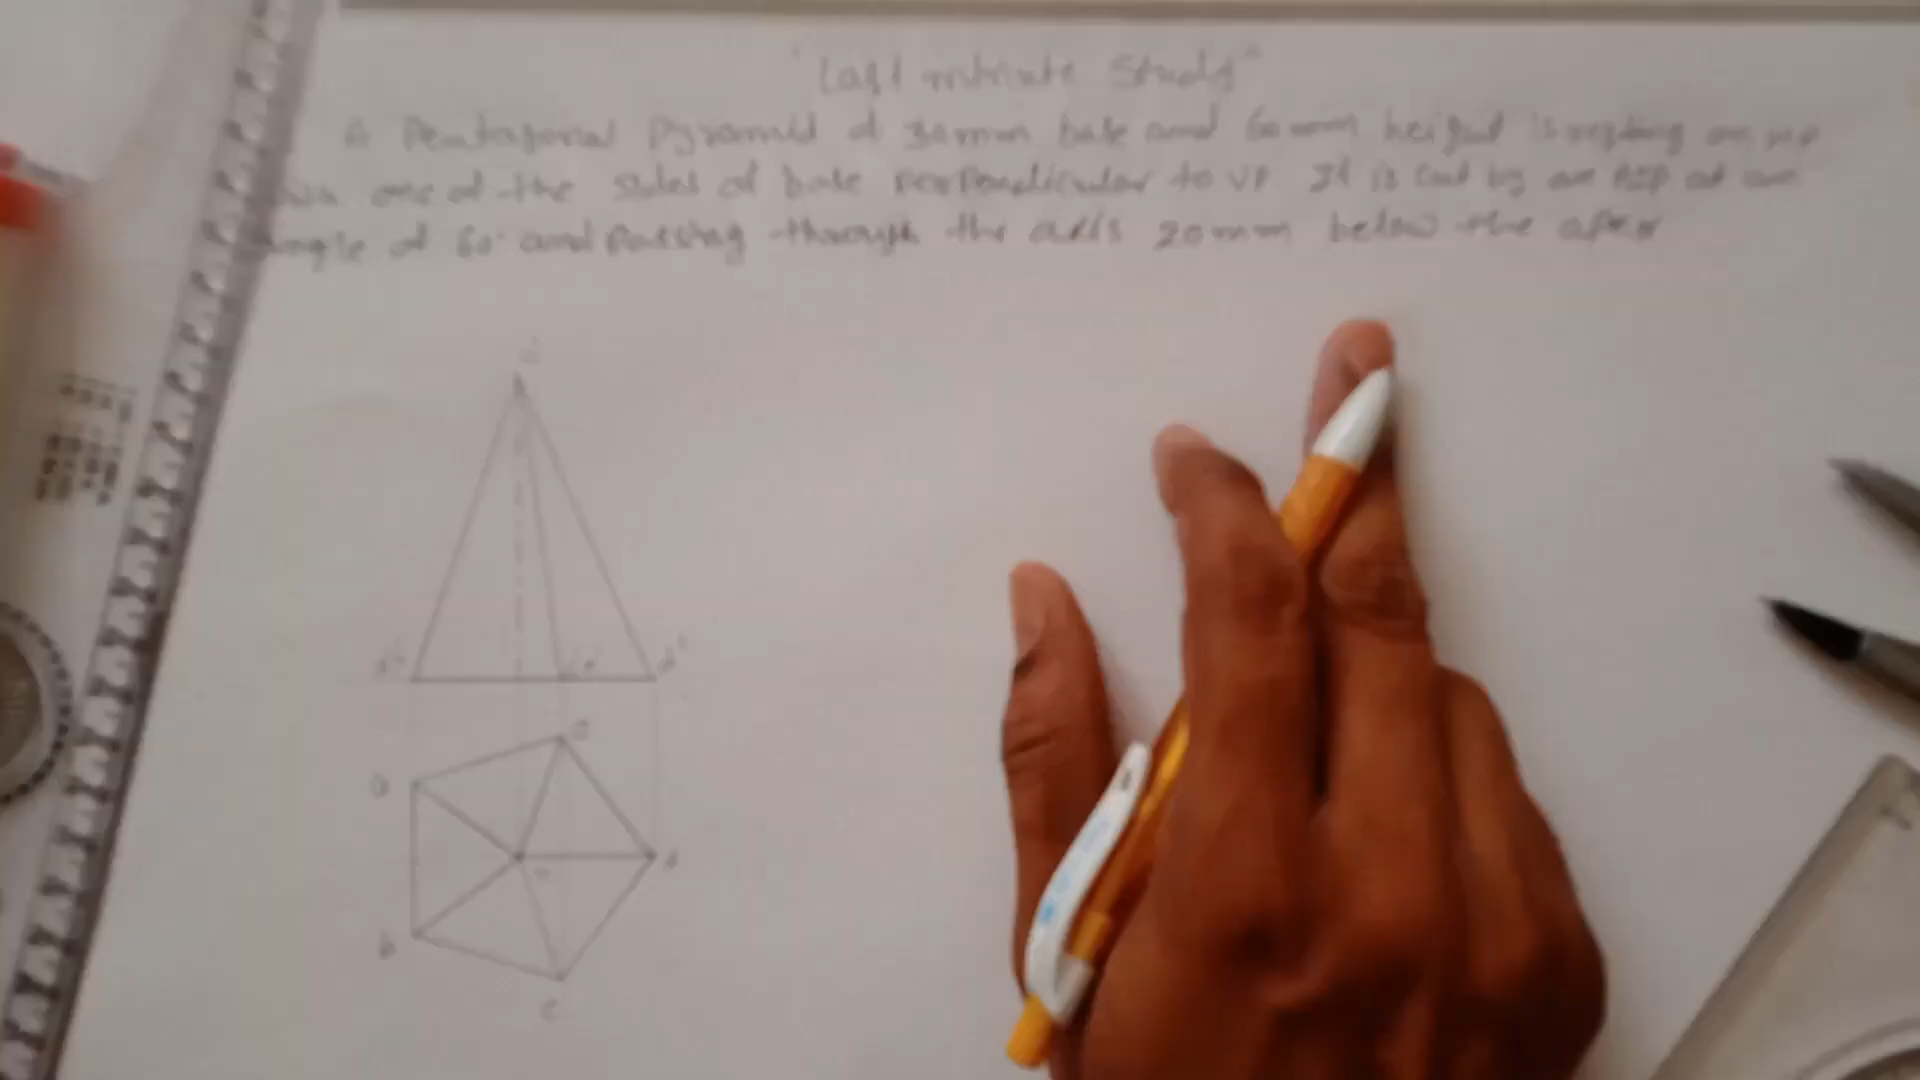 "Last minute Study"
A Pentagonal Pyramid of 30mm base and 60mm height is resting on HP
with one of the sides of base perpendicular to VP It is cut by an AIP at an
angle of 60° and passing through the axis 20mm below the apex
o'
d'
a
b
c
d
e